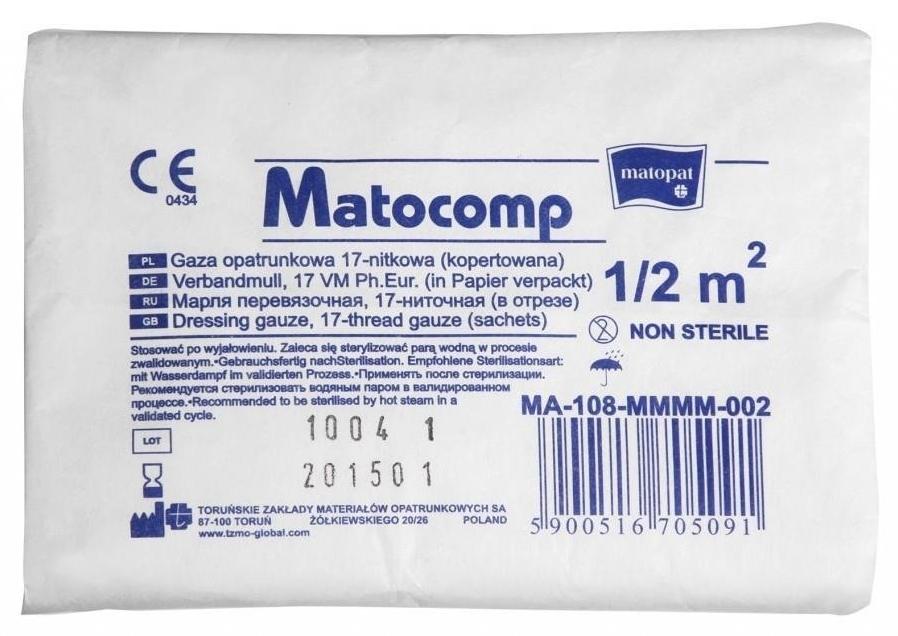 CE
0434
Matocomp
matopat
PL Gaza opatrunkowa 17-nitkowa (kopertowana)
DE Verbandmull, 17 VM Ph.Eur. (in Papier verpackt)
RU Марля перевязочная, 17-ниточная (в отрезе)
GB Dressing gauze, 17-thread gauze (sachets)
1/2 m²
2 NON STERILE
Stosować po wyjałowieniu. Zaleca się sterylizować parą wodną w procesie
zwalidowanym.•Gebrauchsfertig nachSterilisation. Empfohlene Sterilisationsart:
mit Wasserdampf im validierten Prozess.•Применять после стерилизации.
Рекомендуется стерилизовать водяным паром в валидированном
процессе.•Recommended to be sterilised by hot steam in a
validated cycle.
MA-108-MMMM-002
LOT
1004 1
201501
TORUŃSKIE ZAKŁADY MATERIAŁÓW OPATRUNKOWYCH SA
87-100 TORUŃ ŻÓŁKIEWSKIEGO 20/26 POLAND
www.tzmo-global.com
5 900516 705091